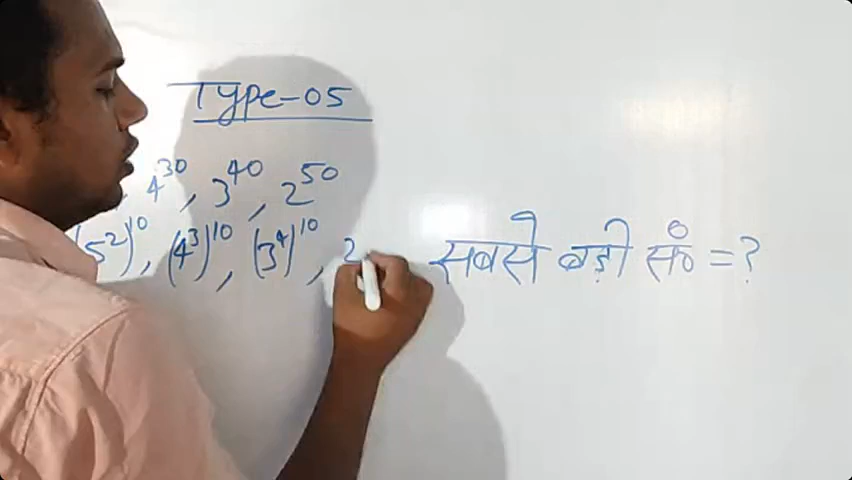 Type-05
, 4³⁰, 3⁴⁰, 2⁵⁰
(5²)¹⁰, (4³)¹⁰, (3⁴)¹⁰, 2
सबसे बड़ी सं० = ?